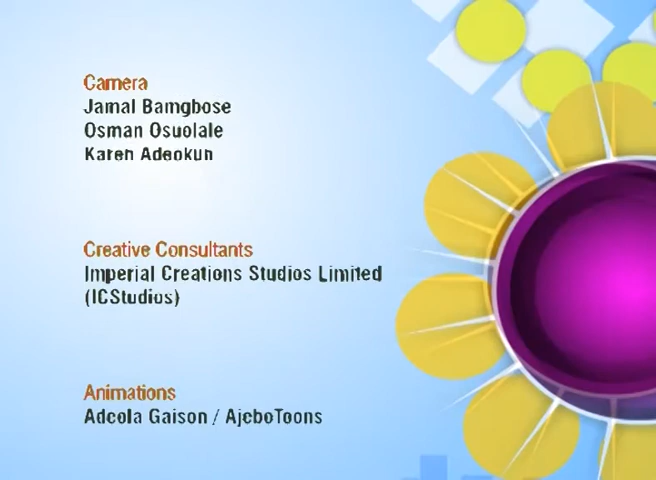 Camera
Jamal Bamgbose
Osman Osuolale
Karen Adeokun
Creative Consultants
Imperial Creations Studios Limited
(ICStudios)
Animations
Adeola Gaison / AjeboToons